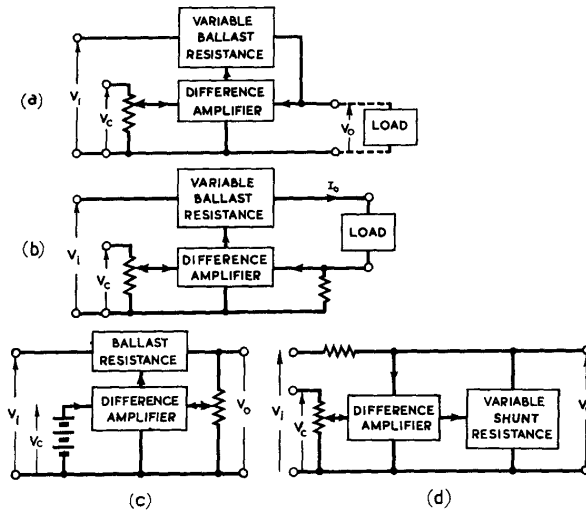 VARIABLE
BALLAST
RESISTANCE
(a)
Vi
Vc
DIFFERENCE
AMPLIFIER
Vo
LOAD
VARIABLE
BALLAST
RESISTANCE
Io
(b)
Vi
Vc
DIFFERENCE
AMPLIFIER
LOAD
BALLAST
RESISTANCE
Vi
Vc
DIFFERENCE
AMPLIFIER
Vo
Vi
Vc
DIFFERENCE
AMPLIFIER
VARIABLE
SHUNT
RESISTANCE
(c)
(d)